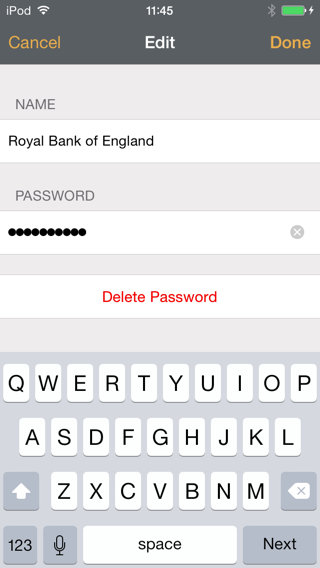 iPod 11:45
Cancel Edit Done
NAME
Royal Bank of England
PASSWORD
●●●●●●●●●●
Delete Password
Q W E R T Y U I O P
A S D F G H J K L
Z X C V B N M
123 space Next